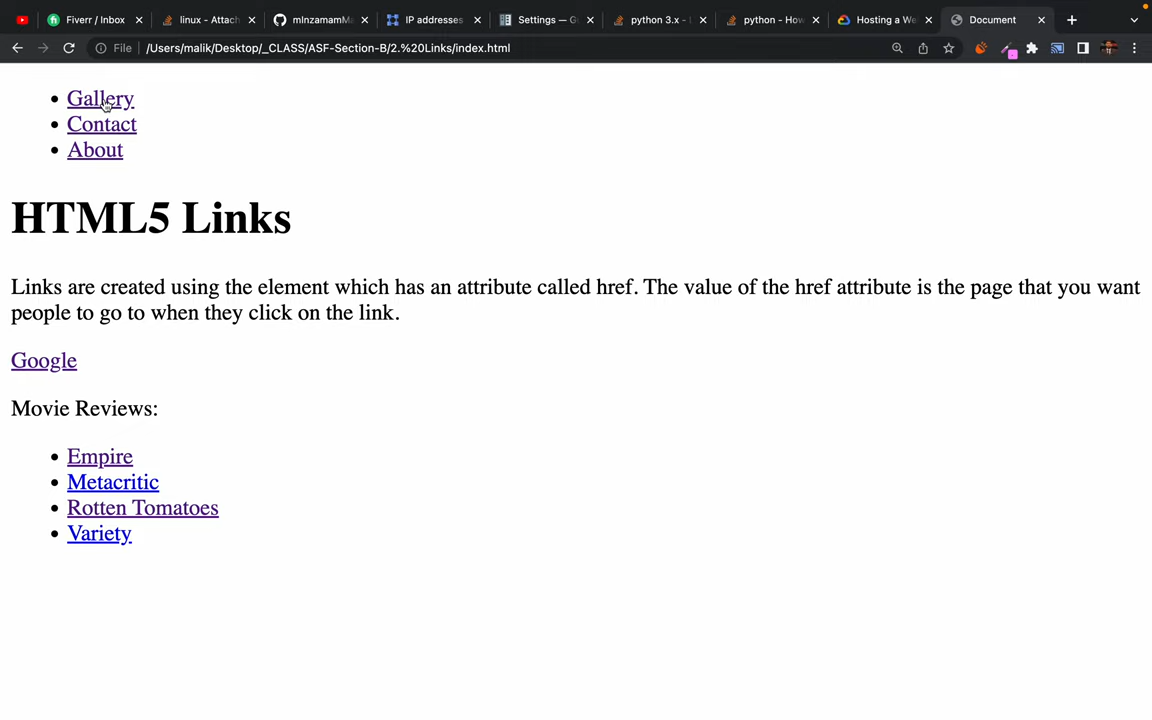 Fiverr / Inbox
linux - Attach
mInzamamMa
IP addresses
Settings — G
python 3.x -
python - How
Hosting a We
Document
File
/Users/malik/Desktop/_CLASS/ASF-Section-B/2.%20Links/index.html
Gallery
Contact
About
HTML5 Links
Links are created using the element which has an attribute called href. The value of the href attribute is the page that you want
people to go to when they click on the link.
Google
Movie Reviews:
Empire
Metacritic
Rotten Tomatoes
Variety